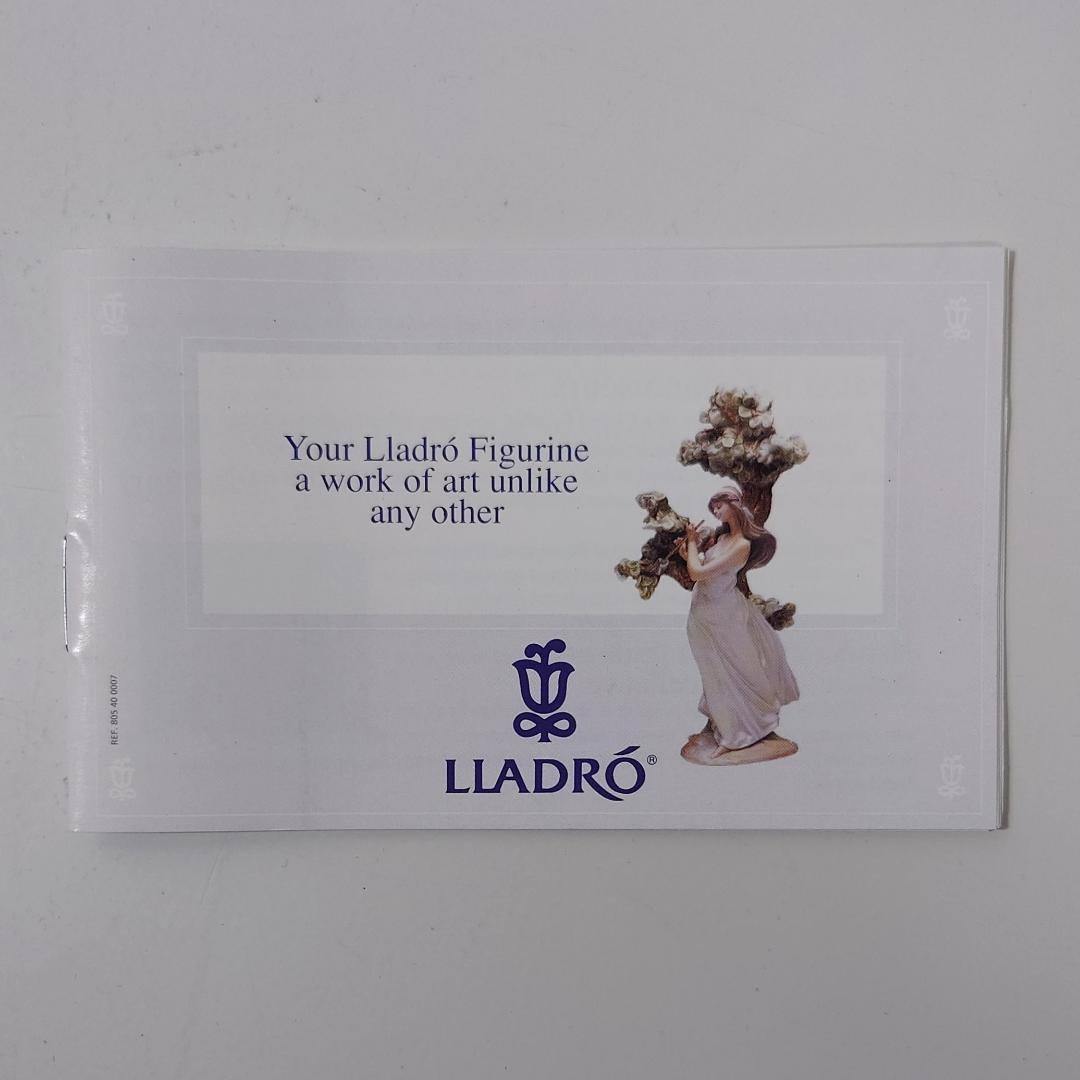 Your Lladró Figurine
a work of art unlike
any other
LLADRÓ®
REF. 805 40 0007